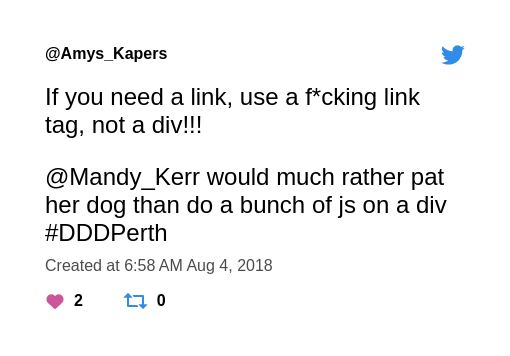 @Amys_Kapers
If you need a link, use a f*cking link
tag, not a div!!!
@Mandy_Kerr would much rather pat
her dog than do a bunch of js on a div
#DDDPerth
Created at 6:58 AM Aug 4, 2018
2 0